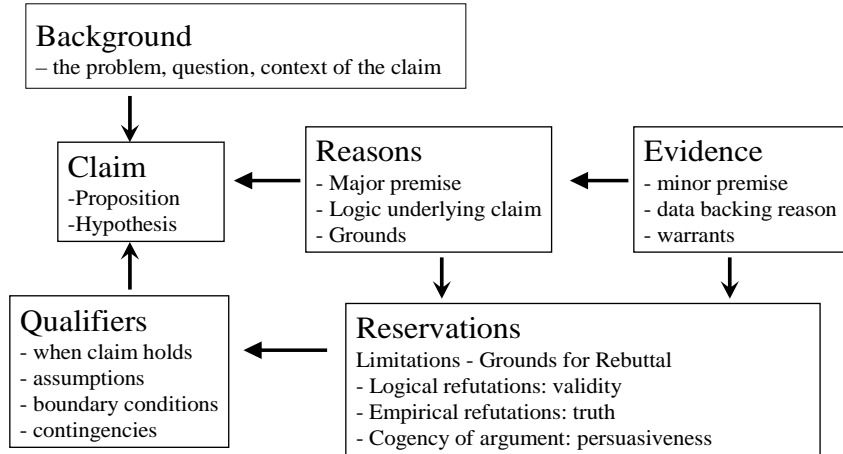 Background
– the problem, question, context of the claim
Claim
-Proposition
-Hypothesis
Reasons
- Major premise
- Logic underlying claim
- Grounds
Evidence
- minor premise
- data backing reason
- warrants
Qualifiers
- when claim holds
- assumptions
- boundary conditions
- contingencies
Reservations
Limitations - Grounds for Rebuttal
- Logical refutations: validity
- Empirical refutations: truth
- Cogency of argument: persuasiveness